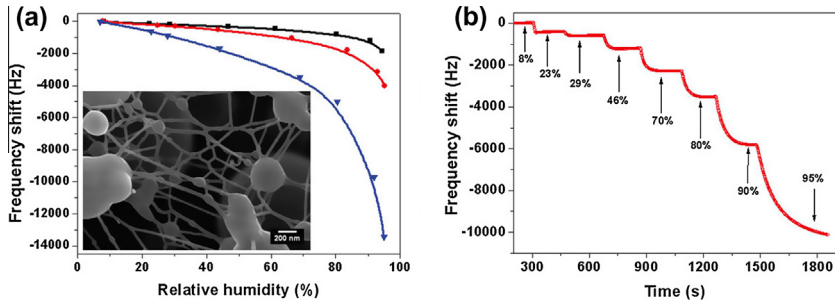 (a)
Frequency shift (Hz)
0
-2000
-4000
-6000
-8000
-10000
-12000
-14000
200 nm
0 20 40 60 80 100
Relative humidity (%)
(b)
Frequency shift (Hz)
0
-2000
-4000
-6000
-8000
-10000
8%
23%
29%
46%
70%
80%
90%
95%
300 600 900 1200 1500 1800
Time (s)